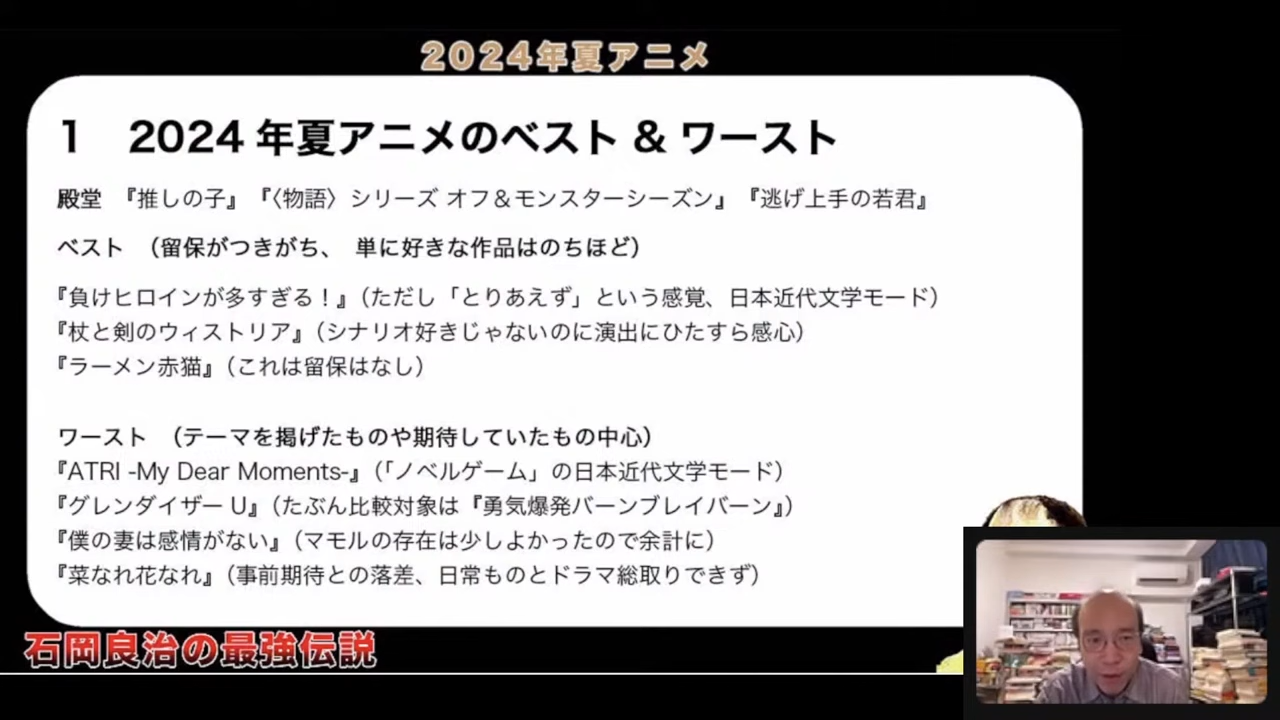 2024年夏アニメ
1 2024年夏アニメのベスト＆ワースト
殿堂 『推しの子』『〈物語〉シリーズ オフ＆モンスターシーズン』『逃げ上手の若君』
ベスト （留保がつきがち、 単に好きな作品はのちほど）
『負けヒロインが多すぎる！』（ただし「とりあえず」という感覚、日本近代文学モード）
『杖と剣のウィストリア』（シナリオ好きじゃないのに演出にひたすら感心）
『ラーメン赤猫』（これは留保はなし）
ワースト （テーマを掲げたものや期待していたもの中心）
『ATRI -My Dear Moments-』（「ノベルゲーム」の日本近代文学モード）
『グレンダイザー U』（たぶん比較対象は『勇気爆発バーンブレイバーン』）
『僕の妻は感情がない』（マモルの存在は少しよかったので余計に）
『菜なれ花なれ』（事前期待との落差、日常ものとドラマ総取りできず）
石岡良治の最強伝説